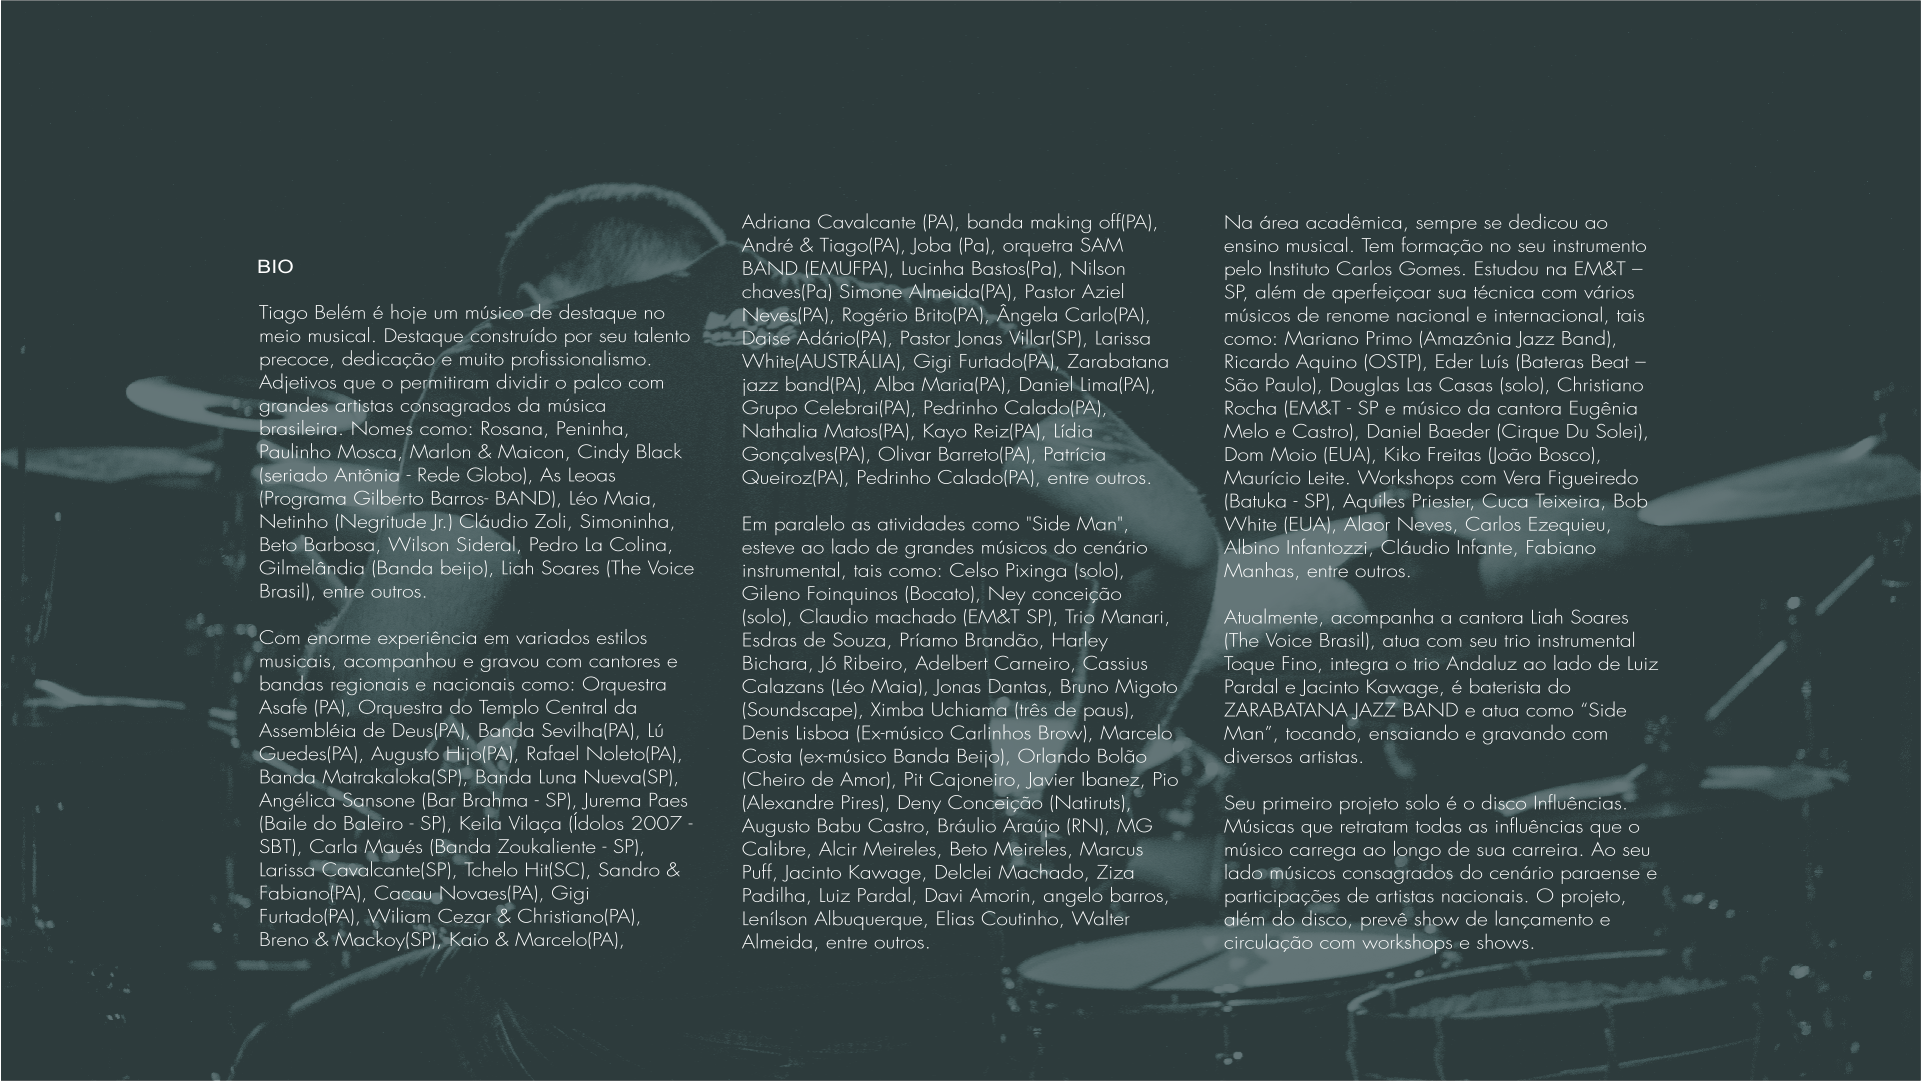 BIO
Tiago Belém é hoje um músico de destaque no
meio musical. Destaque construído por seu talento
precoce, dedicação e muito profissionalismo.
Adjetivos que o permitiram dividir o palco com
grandes artistas consagrados da música
brasileira. Nomes como: Rosana, Peninha,
Paulinho Mosca, Marlon & Maicon, Cindy Black
(seriado Antônia - Rede Globo), As Leoas
(Programa Gilberto Barros- BAND), Léo Maia,
Netinho (Negritude Jr.) Cláudio Zoli, Simoninha,
Beto Barbosa, Wilson Sideral, Pedro La Colina,
Gilmelândia (Banda beijo), Liah Soares (The Voice
Brasil), entre outros.
Com enorme experiência em variados estilos
musicais, acompanhou e gravou com cantores e
bandas regionais e nacionais como: Orquestra
Asafe (PA), Orquestra do Templo Central da
Assembléia de Deus(PA), Banda Sevilha(PA), Lú
Guedes(PA), Augusto Hijo(PA), Rafael Noleto(PA),
Banda Matrakaloka(SP), Banda Luna Nueva(SP),
Angélica Sansone (Bar Brahma - SP), Jurema Paes
(Baile do Baleiro - SP), Keila Vilaça (Ídolos 2007 -
SBT), Carla Maués (Banda Zoukaliente - SP),
Larissa Cavalcante(SP), Tchelo Hit(SC), Sandro &
Fabiano(PA), Cacau Novaes(PA), Gigi
Furtado(PA), Wiliam Cezar & Christiano(PA),
Breno & Mackoy(SP), Kaio & Marcelo(PA),
Adriana Cavalcante (PA), banda making off(PA),
André & Tiago(PA), Joba (Pa), orquetra SAM
BAND (EMUFPA), Lucinha Bastos(Pa), Nilson
chaves(Pa) Simone Almeida(PA), Pastor Aziel
Neves(PA), Rogério Brito(PA), Ângela Carlo(PA),
Daise Adário(PA), Pastor Jonas Villar(SP), Larissa
White(AUSTRÁLIA), Gigi Furtado(PA), Zarabatana
jazz band(PA), Alba Maria(PA), Daniel Lima(PA),
Grupo Celebrai(PA), Pedrinho Calado(PA),
Nathalia Matos(PA), Kayo Reiz(PA), Lídia
Gonçalves(PA), Olivar Barreto(PA), Patrícia
Queiroz(PA), Pedrinho Calado(PA), entre outros.
Em paralelo as atividades como "Side Man",
esteve ao lado de grandes músicos do cenário
instrumental, tais como: Celso Pixinga (solo),
Gileno Foinquinos (Bocato), Ney conceição
(solo), Claudio machado (EM&T SP), Trio Manari,
Esdras de Souza, Príamo Brandão, Harley
Bichara, Jó Ribeiro, Adelbert Carneiro, Cassius
Calazans (Léo Maia), Jonas Dantas, Bruno Migoto
(Soundscape), Ximba Uchiama (três de paus),
Denis Lisboa (Ex-músico Carlinhos Brow), Marcelo
Costa (ex-músico Banda Beijo), Orlando Bolão
(Cheiro de Amor), Pit Cajoneiro, Javier Ibanez, Pio
(Alexandre Pires), Deny Conceição (Natiruts),
Augusto Babu Castro, Bráulio Araújo (RN), MG
Calibre, Alcir Meireles, Beto Meireles, Marcus
Puff, Jacinto Kawage, Delclei Machado, Ziza
Padilha, Luiz Pardal, Davi Amorin, angelo barros,
Lenílson Albuquerque, Elias Coutinho, Walter
Almeida, entre outros.
Na área acadêmica, sempre se dedicou ao
ensino musical. Tem formação no seu instrumento
pelo Instituto Carlos Gomes. Estudou na EM&T –
SP, além de aperfeiçoar sua técnica com vários
músicos de renome nacional e internacional, tais
como: Mariano Primo (Amazônia Jazz Band),
Ricardo Aquino (OSTP), Eder Luís (Bateras Beat –
São Paulo), Douglas Las Casas (solo), Christiano
Rocha (EM&T - SP e músico da cantora Eugênia
Melo e Castro), Daniel Baeder (Cirque Du Solei),
Dom Moio (EUA), Kiko Freitas (João Bosco),
Maurício Leite. Workshops com Vera Figueiredo
(Batuka - SP), Aquiles Priester, Cuca Teixeira, Bob
White (EUA), Alaor Neves, Carlos Ezequieu,
Albino Infantozzi, Cláudio Infante, Fabiano
Manhas, entre outros.
Atualmente, acompanha a cantora Liah Soares
(The Voice Brasil), atua com seu trio instrumental
Toque Fino, integra o trio Andaluz ao lado de Luiz
Pardal e Jacinto Kawage, é baterista do
ZARABATANA JAZZ BAND e atua como “Side
Man”, tocando, ensaiando e gravando com
diversos artistas.
Seu primeiro projeto solo é o disco Influências.
Músicas que retratam todas as influências que o
músico carrega ao longo de sua carreira. Ao seu
lado músicos consagrados do cenário paraense e
participações de artistas nacionais. O projeto,
além do disco, prevê show de lançamento e
circulação com workshops e shows.